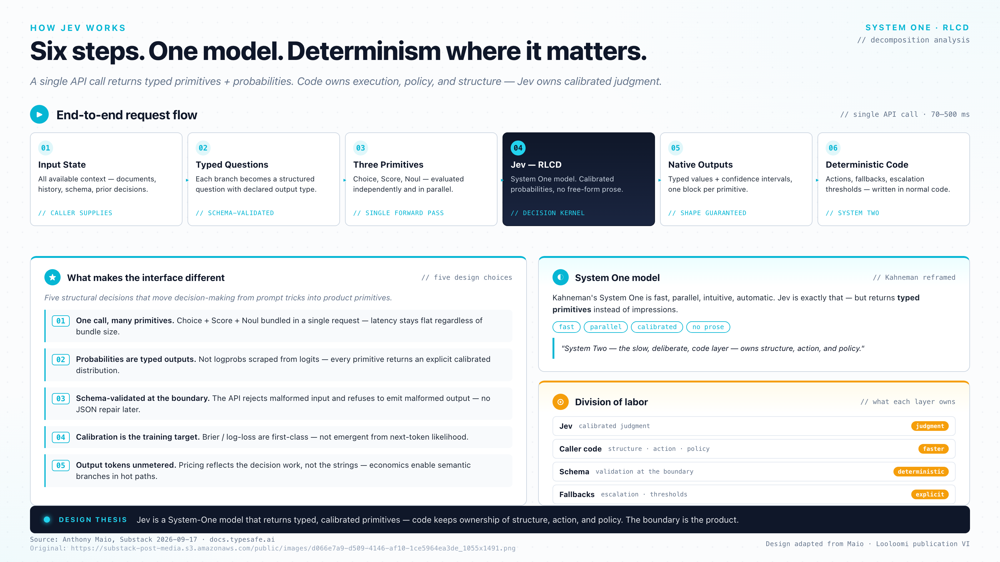 HOW JEV WORKS
SYSTEM ONE · RLCD
// decomposition analysis
Six steps. One model. Determinism where it matters.
A single API call returns typed primitives + probabilities. Code owns execution, policy, and structure — Jev owns calibrated judgment.
End-to-end request flow
// single API call · 70–500 ms
01
Input State
All available context — documents,
history, schema, prior decisions.
// CALLER SUPPLIES
02
Typed Questions
Each branch becomes a structured
question with declared output type.
// SCHEMA-VALIDATED
03
Three Primitives
Choice, Score, Noul — evaluated
independently and in parallel.
// SINGLE FORWARD PASS
04
Jev — RLCD
System One model. Calibrated
probabilities, no free-form prose.
// DECISION KERNEL
05
Native Outputs
Typed values + confidence intervals,
one block per primitive.
// SHAPE GUARANTEED
06
Deterministic Code
Actions, fallbacks, escalation
thresholds — written in normal code.
// SYSTEM TWO
What makes the interface different
// five design choices
Five structural decisions that move decision-making from prompt tricks into product primitives.
01 One call, many primitives. Choice + Score + Noul bundled in a single request — latency stays flat regardless of
bundle size.
02 Probabilities are typed outputs. Not logprobs scraped from logits — every primitive returns an explicit calibrated
distribution.
03 Schema-validated at the boundary. The API rejects malformed input and refuses to emit malformed output — no
JSON repair later.
04 Calibration is the training target. Brier / log-loss are first-class — not emergent from next-token likelihood.
05 Output tokens unmetered. Pricing reflects the decision work, not the strings — economics enable semantic
branches in hot paths.
System One model
// Kahneman reframed
Kahneman's System One is fast, parallel, intuitive, automatic. Jev is exactly that — but returns typed
primitives instead of impressions.
fast parallel calibrated no prose
"System Two — the slow, deliberate, code layer — owns structure, action, and policy."
Division of labor
// what each layer owns
Jev calibrated judgment judgment
Caller code structure · action · policy faster
Schema validation at the boundary deterministic
Fallbacks escalation · thresholds explicit
DESIGN THESIS Jev is a System-One model that returns typed, calibrated primitives — code keeps ownership of structure, action, and policy. The boundary is the product.
Source: Anthony Maio, Substack 2026-09-17 · docs.typesafe.ai
Original: https://substack-post-media.s3.amazonaws.com/public/images/d066e7a9-d509-4146-af10-1ce5964ea3de_1055x1491.png
Design adapted from Maio · Looloomi publication VI